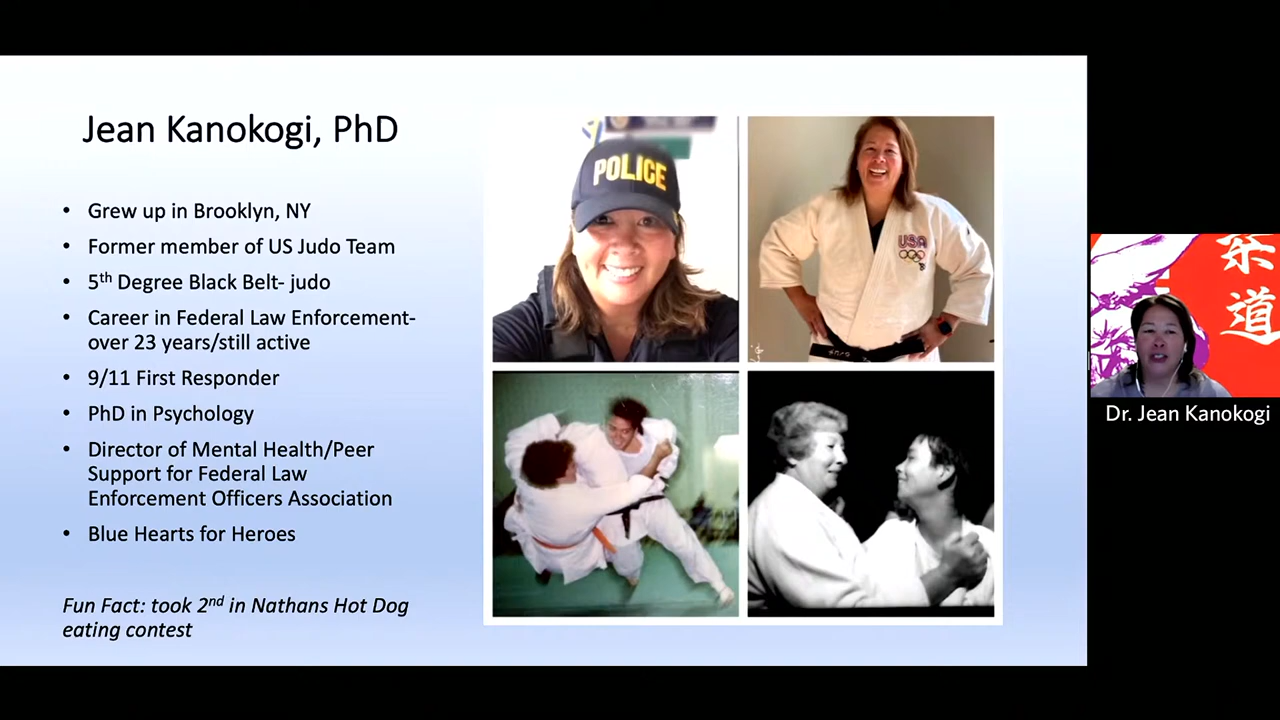 Jean Kanokogi, PhD
• Grew up in Brooklyn, NY
• Former member of US Judo Team
• 5th Degree Black Belt- judo
• Career in Federal Law Enforcement-
over 23 years/still active
• 9/11 First Responder
• PhD in Psychology
• Director of Mental Health/Peer
Support for Federal Law
Enforcement Officers Association
• Blue Hearts for Heroes
Fun Fact: took 2nd in Nathans Hot Dog
eating contest
POLICE
USA
柔道
Dr. Jean Kanokogi